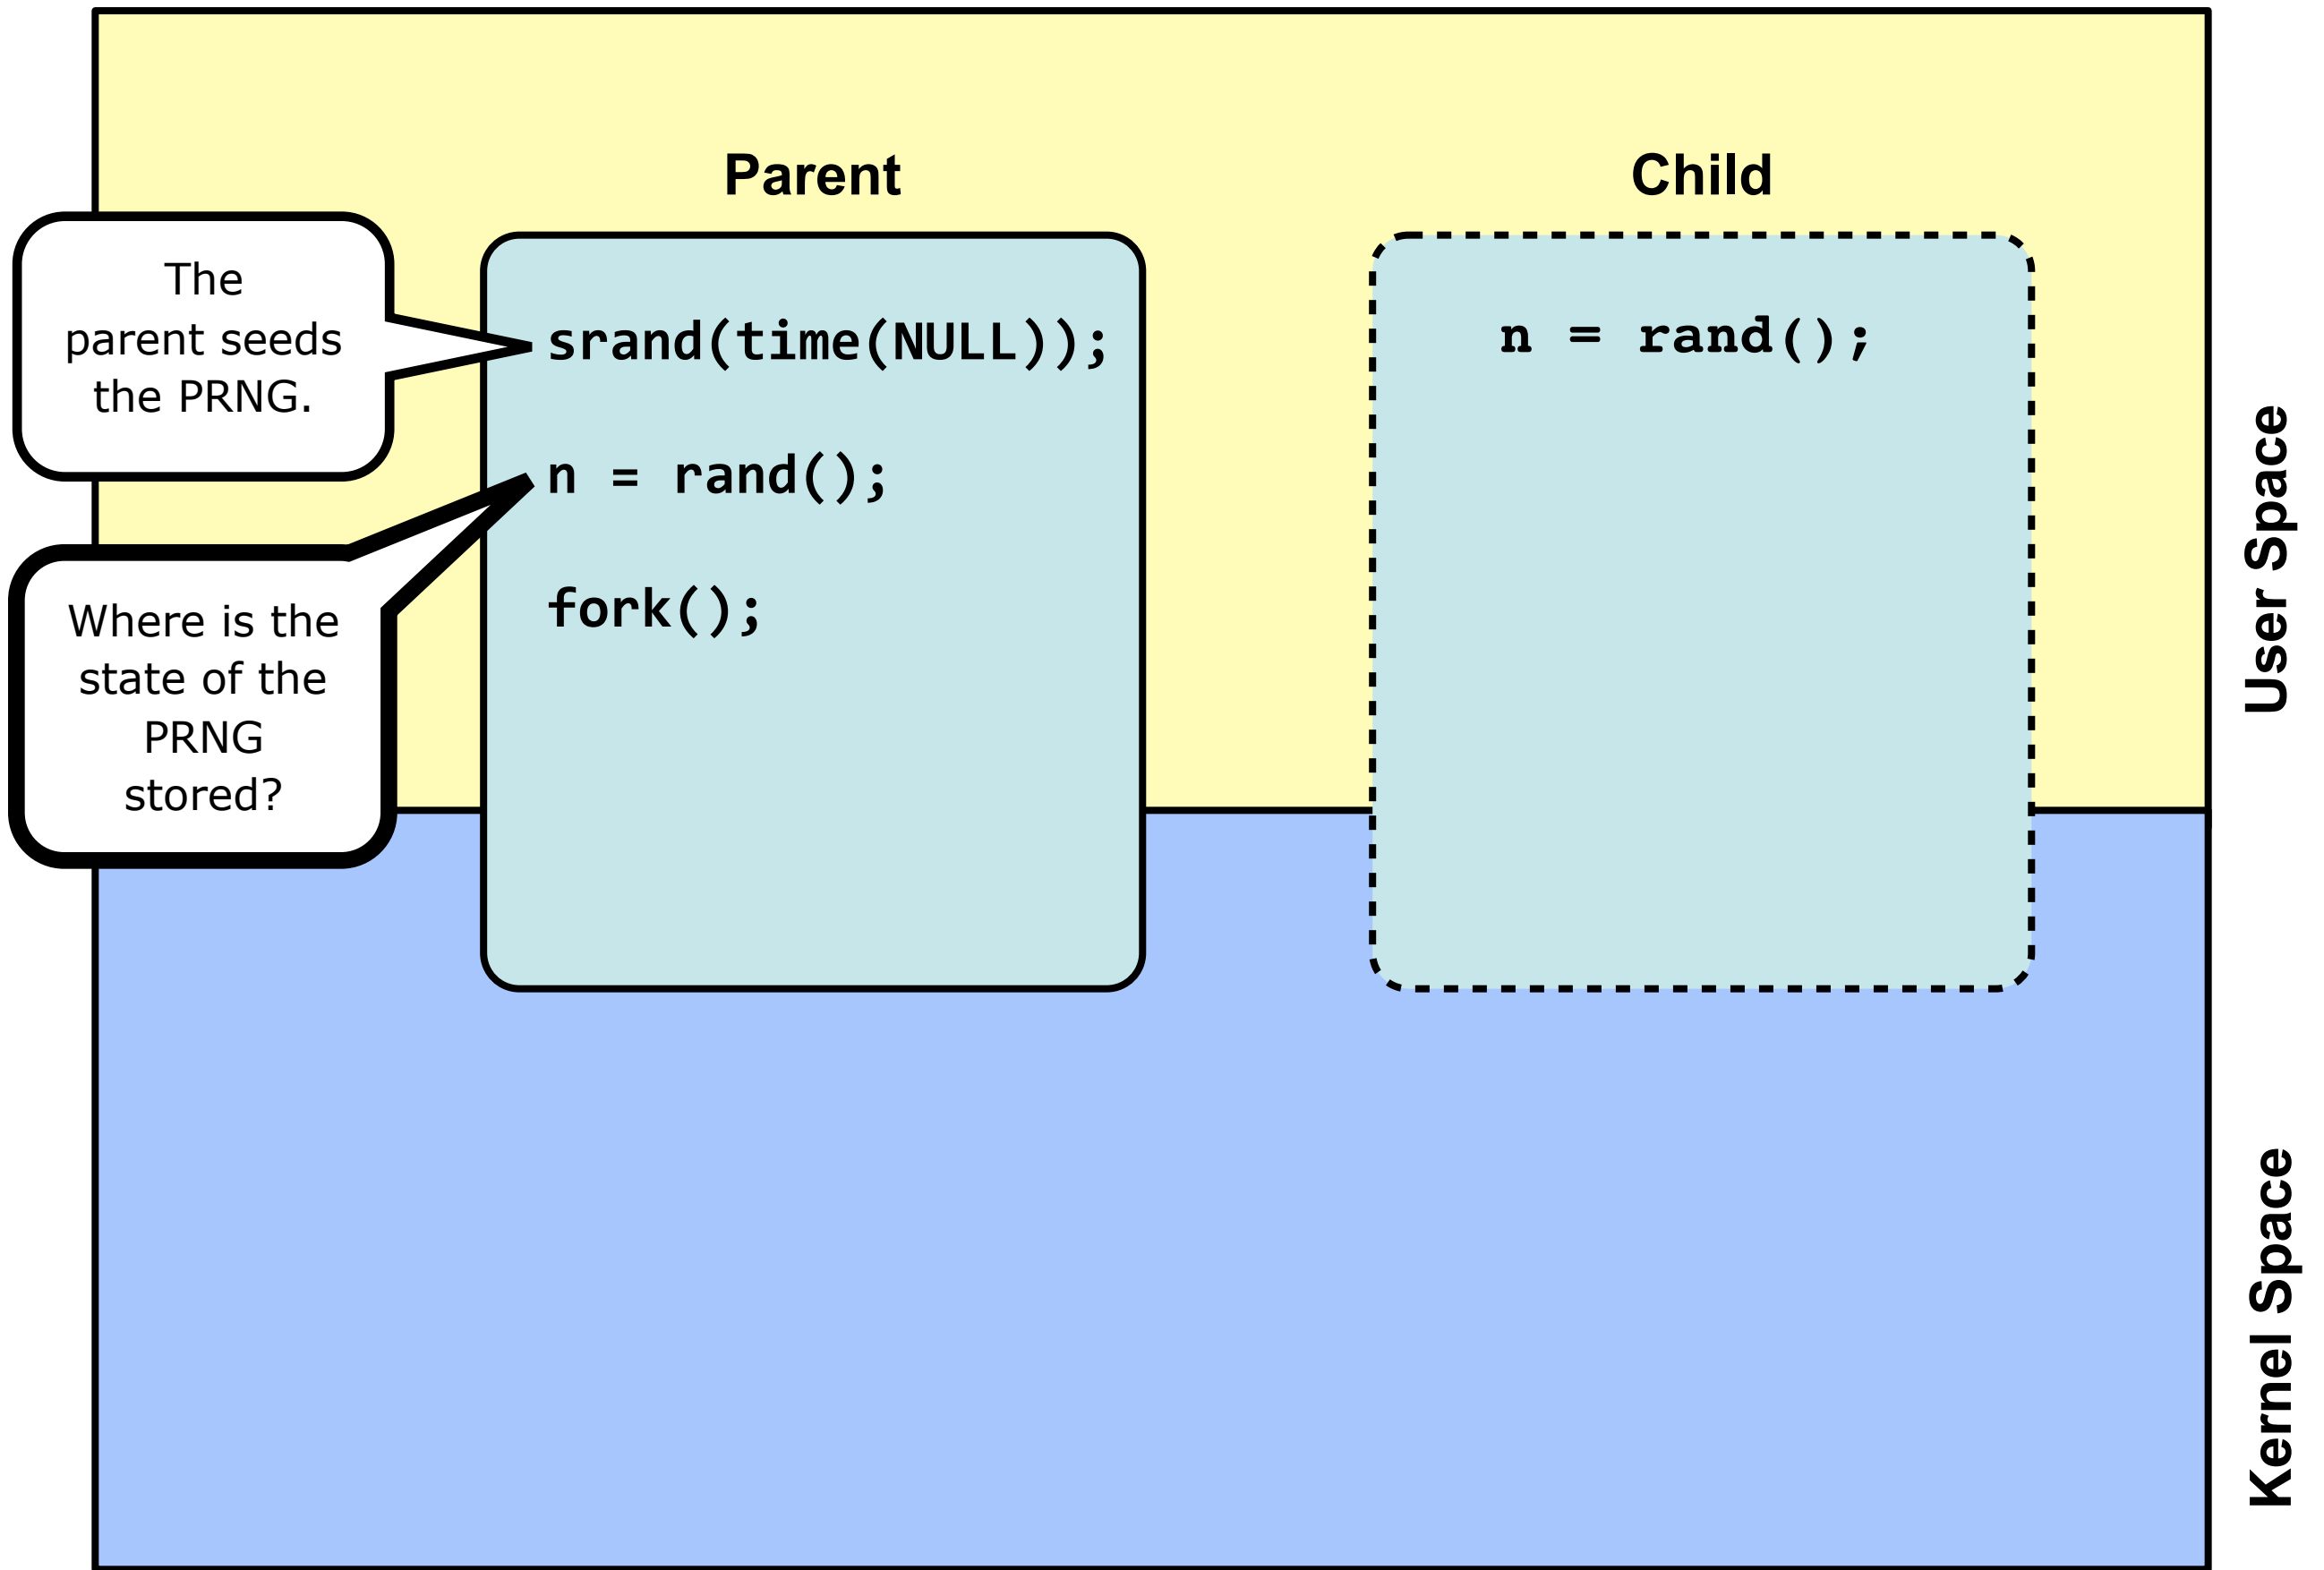 Parent
Child
The
parent seeds
the PRNG.
srand(time(NULL));
n = rand();
fork();
n = rand();
Where is the
state of the
PRNG
stored?
User Space
Kernel Space